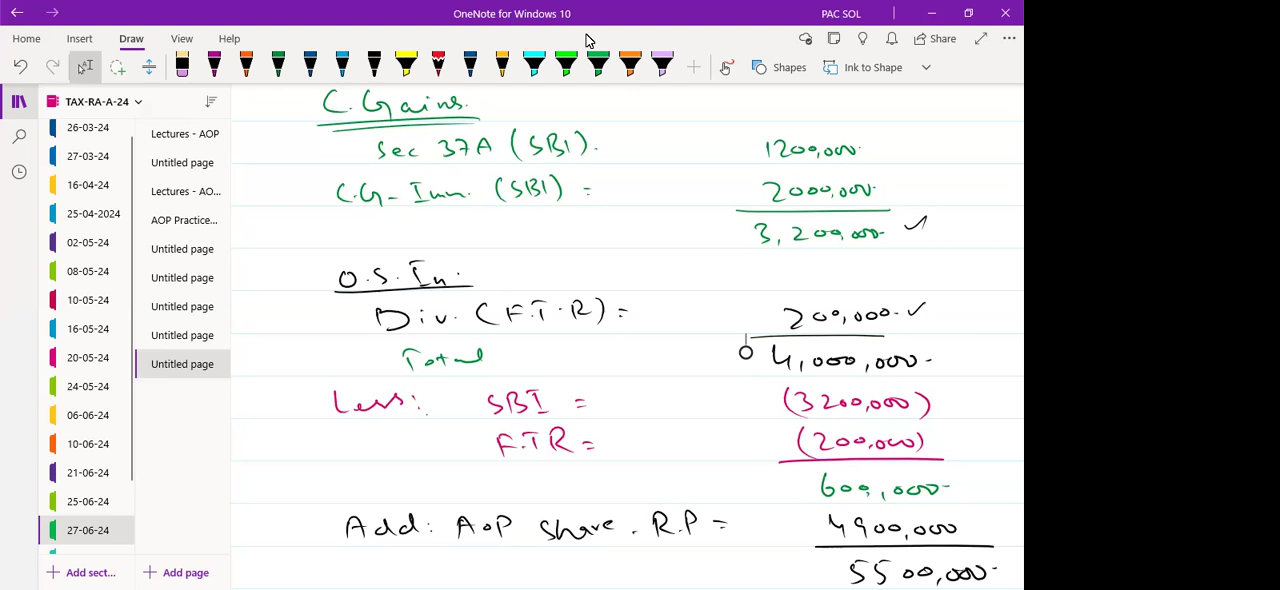 OneNote for Windows 10
PAC SOL
Home Insert Draw View Help
Share
Shapes
Ink to Shape
TAX-RA-A-24
26-03-24
27-03-24
16-04-24
25-04-2024
02-05-24
08-05-24
10-05-24
16-05-24
20-05-24
24-05-24
06-06-24
10-06-24
21-06-24
25-06-24
27-06-24
Add sect...
Lectures - AOP
Untitled page
Lectures - AO...
AOP Practice...
Untitled page
Untitled page
Untitled page
Untitled page
Untitled page
Add page
C. Gains.
Sec 37A (SBI). 1200,000.
C.G- Imm. (SBI) = 2000,000.
3,200,000.
O.S. In.
Div. (F.T.R) = 200,000.
Total 4,000,000.
Less: SBI = (3200,000)
F.T.R = (200,000)
600,000.
Add: AoP Share. R.P = 4900,000
5500,000.